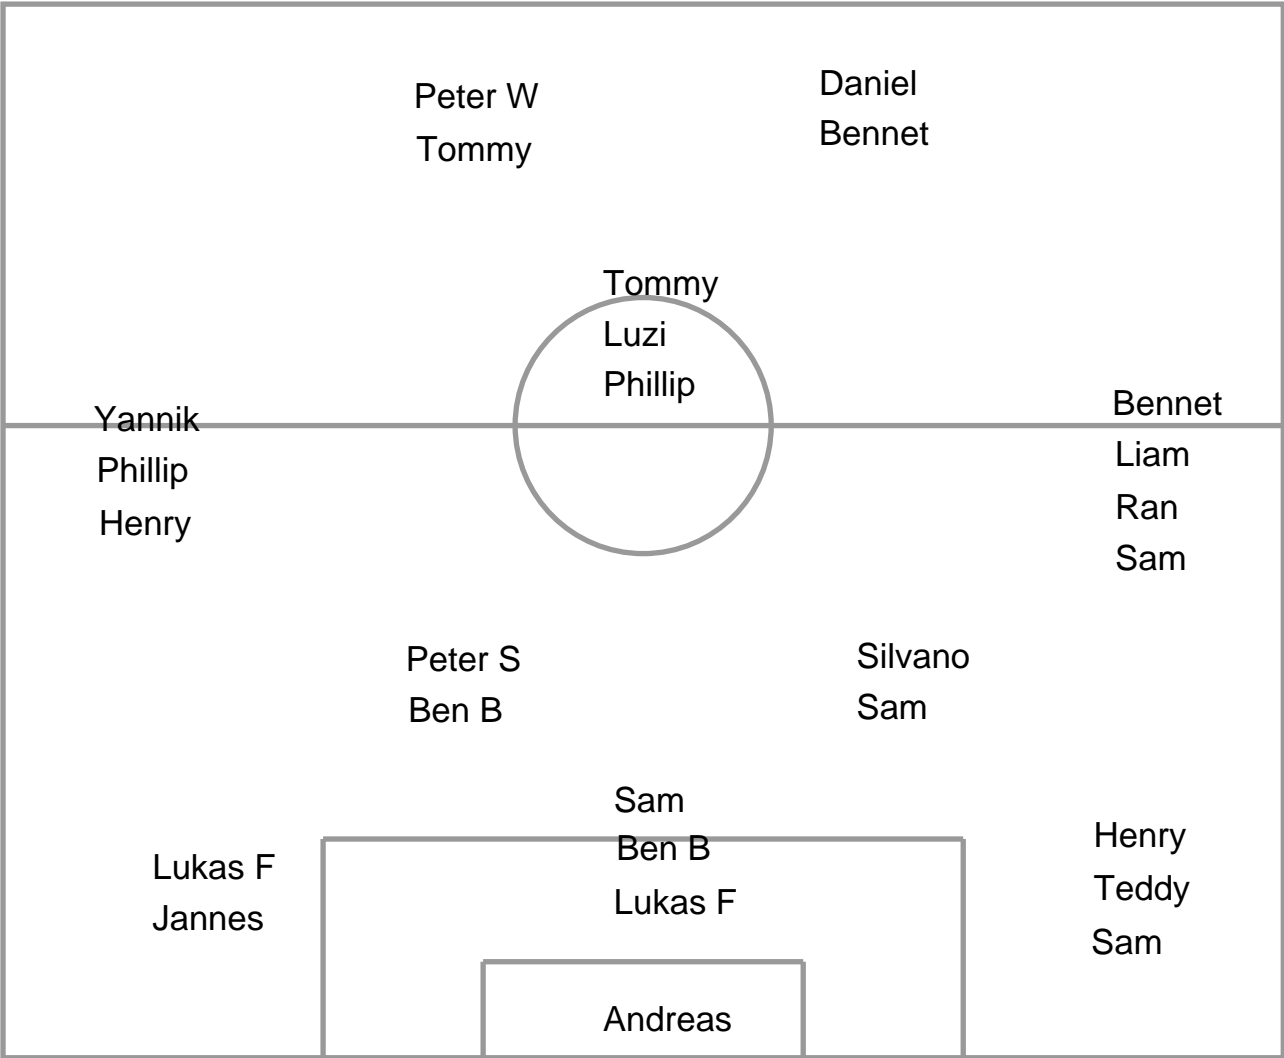 Peter W
Tommy
Daniel
Bennet
Tommy
Luzi
Phillip
Yannik
Phillip
Henry
Bennet
Liam
Ran
Sam
Peter S
Ben B
Silvano
Sam
Sam
Ben B
Lukas F
Lukas F
Jannes
Henry
Teddy
Sam
Andreas